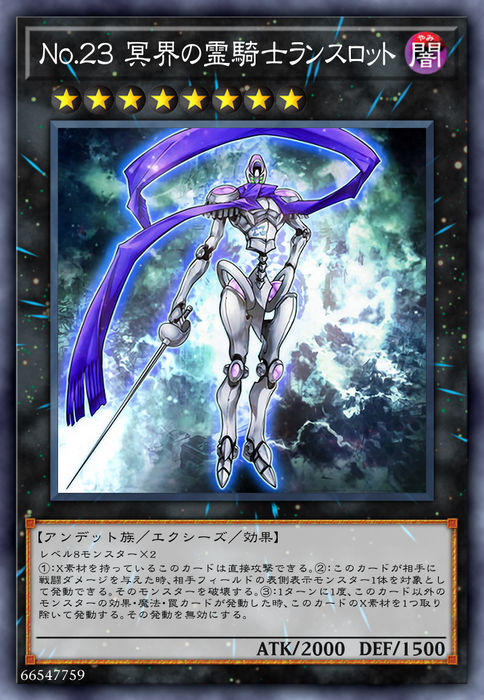 No.23 冥界の霊騎士ランスロット
やみ
闇
【アンデット族／エクシーズ／効果】
レベル8モンスター×2
①:X素材を持っているこのカードは直接攻撃できる。②:このカードが相手に
戦闘ダメージを与えた時、相手フィールドの表側表示モンスター1体を対象とし
て発動できる。そのモンスターを破壊する。③:1ターンに1度、このカード以外の
モンスターの効果・魔法・罠カードが発動した時、このカードのX素材を1つ取り
除いて発動する。その発動を無効にする。
ATK/2000 DEF/1500
66547759